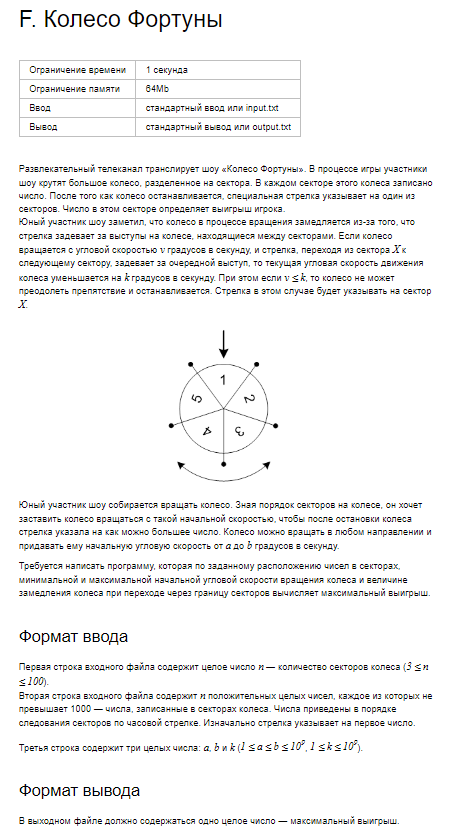 F. Колесо Фортуны
Ограничение времени 1 секунда
Ограничение памяти 64Mb
Ввод стандартный ввод или input.txt
Вывод стандартный вывод или output.txt
Развлекательный телеканал транслирует шоу «Колесо Фортуны». В процессе игры участники
шоу крутят большое колесо, разделенное на сектора. В каждом секторе этого колеса записано
число. После того как колесо останавливается, специальная стрелка указывает на один из
секторов. Число в этом секторе определяет выигрыш игрока.
Юный участник шоу заметил, что колесо в процессе вращения замедляется из-за того, что
стрелка задевает за выступы на колесе, находящиеся между секторами. Если колесо
вращается с угловой скоростью v градусов в секунду, и стрелка, переходя из сектора X к
следующему сектору, задевает за очередной выступ, то текущая угловая скорость движения
колеса уменьшается на k градусов в секунду. При этом если v ≤ k, то колесо не может
преодолеть препятствие и останавливается. Стрелка в этом случае будет указывать на сектор
X.
1
5 2
4 3
Юный участник шоу собирается вращать колесо. Зная порядок секторов на колесе, он хочет
заставить колесо вращаться с такой начальной скоростью, чтобы после остановки колеса
стрелка указала на как можно большее число. Колесо можно вращать в любом направлении и
придавать ему начальную угловую скорость от a до b градусов в секунду.
Требуется написать программу, которая по заданному расположению чисел в секторах,
минимальной и максимальной начальной угловой скорости вращения колеса и величине
замедления колеса при переходе через границу секторов вычисляет максимальный выигрыш.
Формат ввода
Первая строка входного файла содержит целое число n — количество секторов колеса (3 ≤ n
≤ 100).
Вторая строка входного файла содержит n положительных целых чисел, каждое из которых не
превышает 1000 — числа, записанные в секторах колеса. Числа приведены в порядке
следования секторов по часовой стрелке. Изначально стрелка указывает на первое число.
Третья строка содержит три целых числа: a, b и k (1 ≤ a ≤ b ≤ 10⁹, 1 ≤ k ≤ 10⁹).
Формат вывода
В выходном файле должно содержаться одно целое число — максимальный выигрыш.